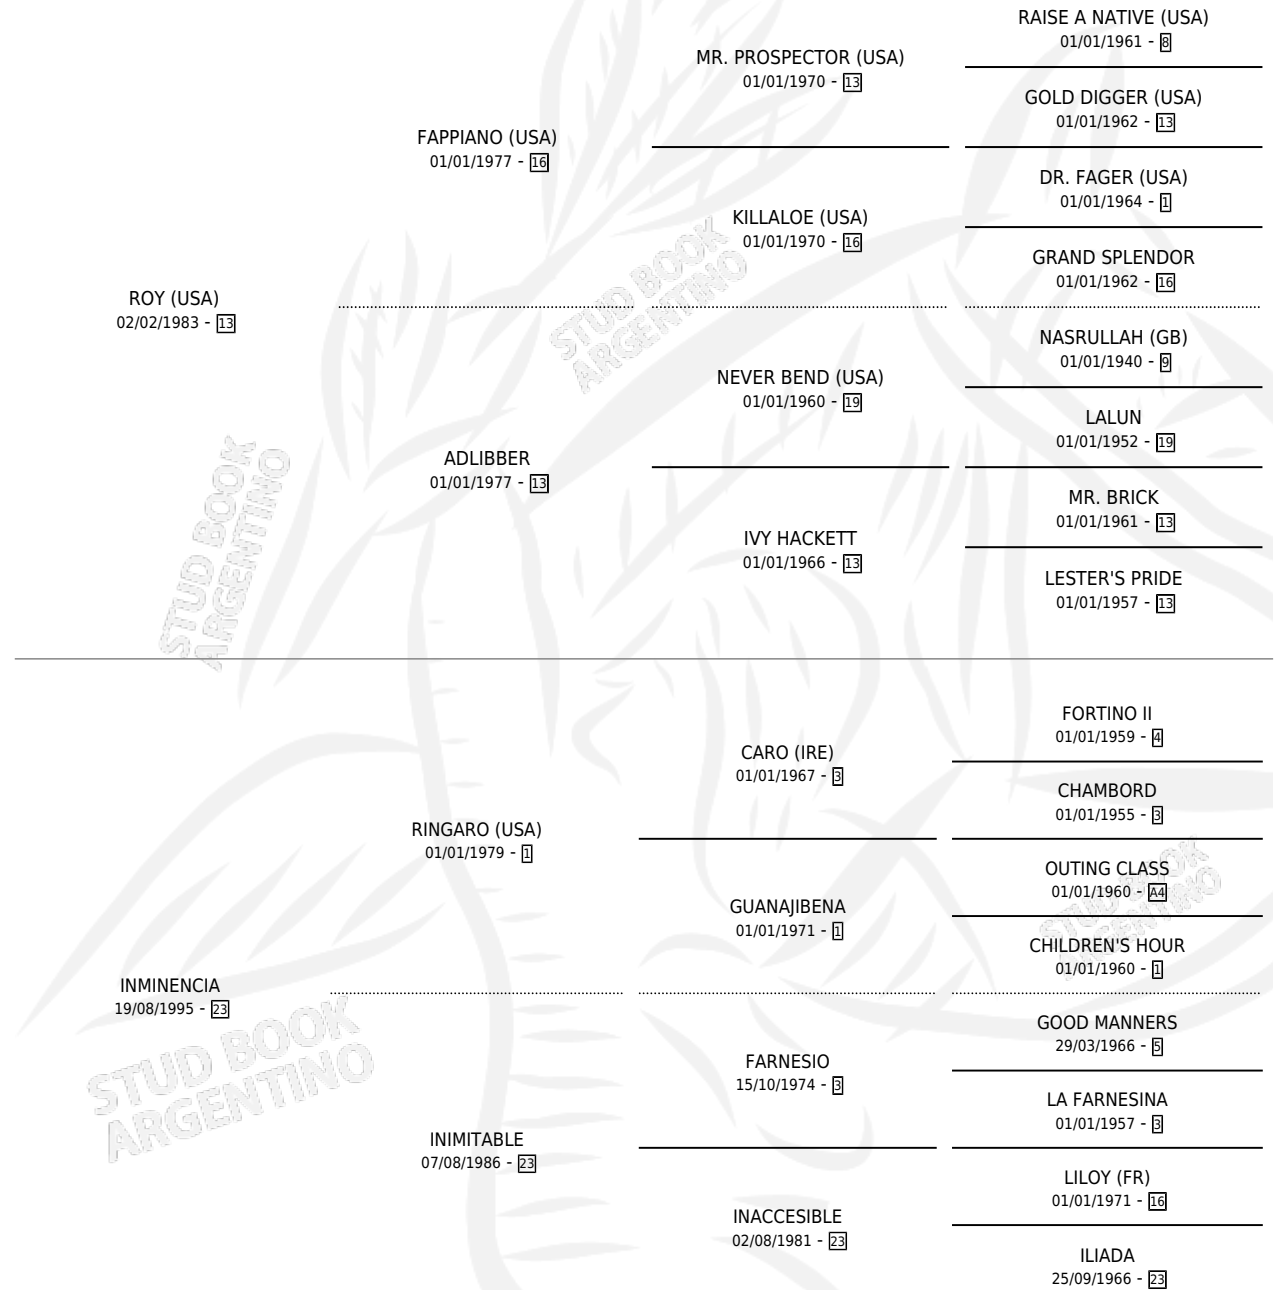 RAISE A NATIVE (USA)
01/01/1961 - 8
MR. PROSPECTOR (USA)
01/01/1970 - 13
GOLD DIGGER (USA)
01/01/1962 - 13
FAPPIANO (USA)
01/01/1977 - 16
DR. FAGER (USA)
01/01/1964 - 1
KILLALOE (USA)
01/01/1970 - 16
GRAND SPLENDOR
01/01/1962 - 16
ROY (USA)
02/02/1983 - 13
STUD BOOK
ARGENTINO
NASRULLAH (GB)
01/01/1940 - 9
NEVER BEND (USA)
01/01/1960 - 19
LALUN
01/01/1952 - 19
ADLIBBER
01/01/1977 - 13
MR. BRICK
01/01/1961 - 13
IVY HACKETT
01/01/1966 - 13
LESTER'S PRIDE
01/01/1957 - 13
STUD BOOK
ARGENTINO
FORTINO II
01/01/1959 - 4
CARO (IRE)
01/01/1967 - 3
CHAMBORD
01/01/1955 - 3
RINGARO (USA)
01/01/1979 - 1
OUTING CLASS
01/01/1960 - A4
GUANAJIBENA
01/01/1971 - 1
CHILDREN'S HOUR
01/01/1960 - 1
STUD BOOK
ARGENTINO
INMINENCIA
19/08/1995 - 23
GOOD MANNERS
29/03/1966 - 5
FARNESIO
15/10/1974 - 3
LA FARNESINA
01/01/1957 - 3
STUD BOOK
ARGENTINO
INIMITABLE
07/08/1986 - 23
LILOY (FR)
01/01/1971 - 16
INACCESIBLE
02/08/1981 - 23
ILIADA
25/09/1966 - 23